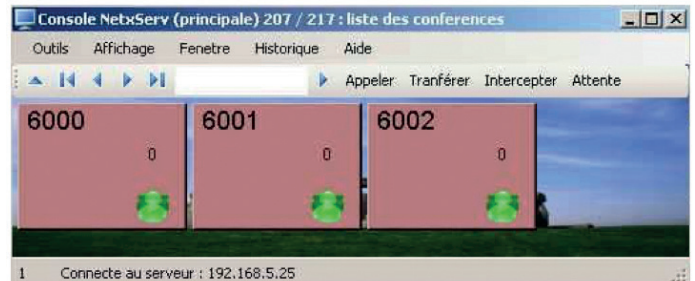 Console NetxServ (principale) 207 / 217 : liste des conferences
Outils Affichage Fenetre Historique Aide
Appeler Tranférer Intercepter Attente
6000 6001 6002
0 0 0
1 Connecte au serveur : 192.168.5.25